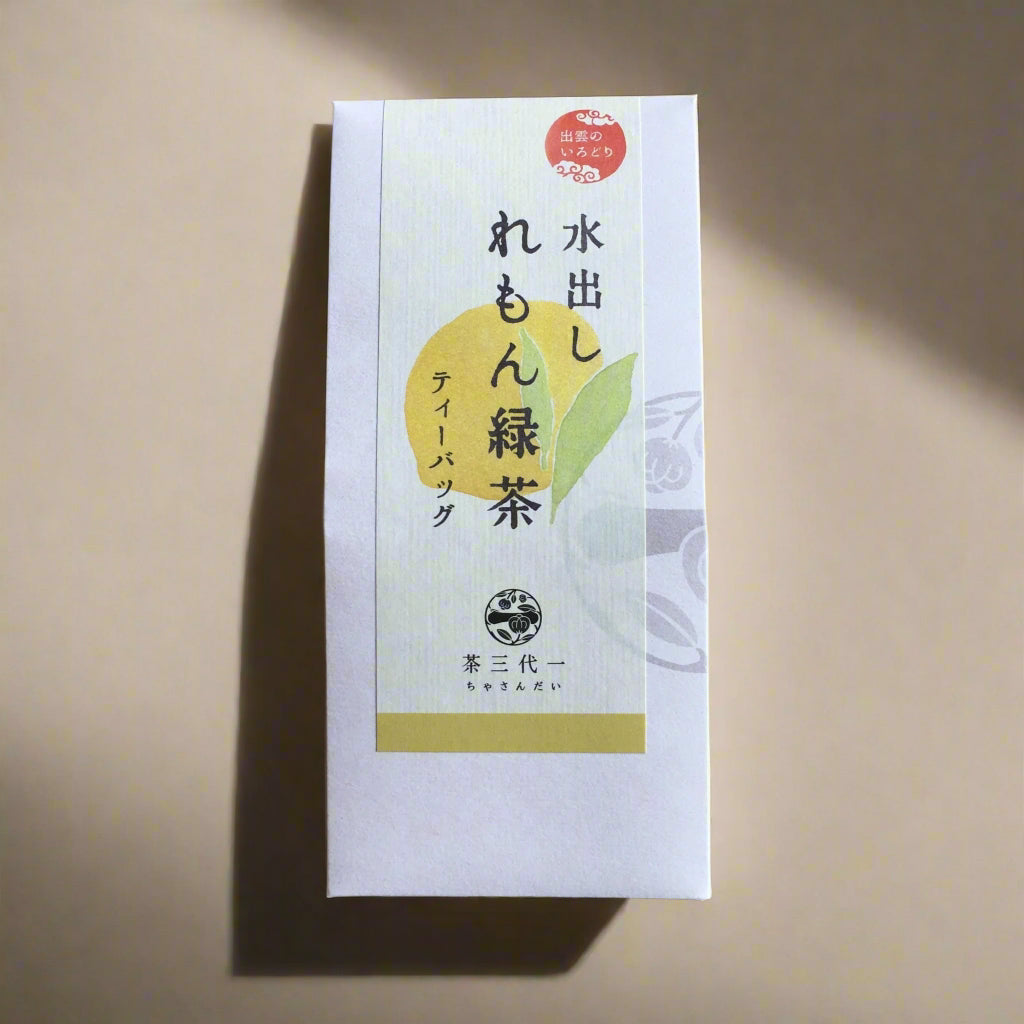 出雲の
いろどり
水出し
れもん緑茶
ティーバッグ
茶三代一
ちゃさんだい